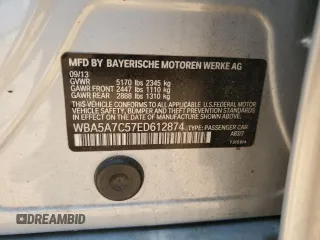 MFD BY BAYERISCHE MOTOREN WERKE AG
09/13
GVWR 5170 lbs 2345 kg
GAWR FRONT 2447 lbs 1110 kg
GAWR REAR 2888 lbs 1310 kg
THIS VEHICLE CONFORMS TO ALL APPLICABLE U.S. FEDERAL MOTOR VEHICLE
SAFETY, BUMPER AND THEFT PREVENTION STANDARDS
IN EFFECT ON THE DATE OF MANUFACTURE SHOWN ABOVE.
WBA5A7C57ED612874 TYPE: PASSENGER CAR
DREAMBID